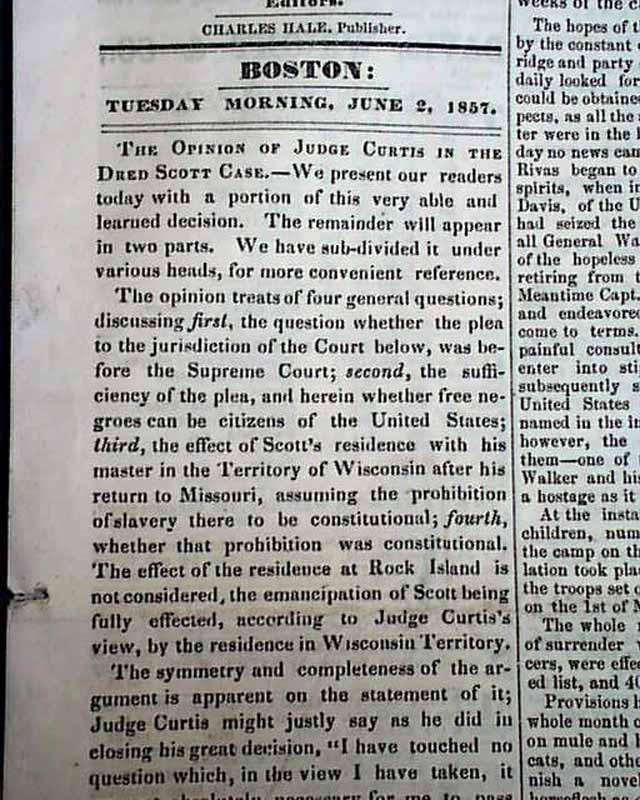 Editors.
CHARLES HALE, Publisher.
BOSTON:
TUESDAY MORNING, JUNE 2, 1857.
THE OPINION OF JUDGE CURTIS IN THE
DRED SCOTT CASE.—We present our readers
today with a portion of this very able and
learned decision. The remainder will appear
in two parts. We have sub-divided it under
various heads, for more convenient reference.
The opinion treats of four general questions;
discussing first, the question whether the plea
to the jurisdiction of the Court below, was be-
fore the Supreme Court; second, the suffi-
ciency of the plea, and herein whether free ne-
groes can be citizens of the United States;
third, the effect of Scott's residence with his
master in the Territory of Wisconsin after his
return to Missouri, assuming the prohibition
of slavery there to be constitutional; fourth,
whether that prohibition was constitutional.
The effect of the residence at Rock Island is
not considered, the emancipation of Scott being
fully effected, according to Judge Curtis's
view, by the residence in Wisconsin Territory.
The symmetry and completeness of the ar-
gument is apparent on the statement of it;
Judge Curtis might justly say as he did in
closing his great decision, "I have touched no
question which, in the view I have taken, it
absolutely necessary for me to pass
weeks of the
The hopes of
by the constant
ridge and party
daily looked for
could be obtained
pects, as all the
ter were in the
day no news
Rivas began to
spirits, when
Davis, of the U
had seized the
all General Wa
of the hopeless
retiring from
Meantime Capt.
and endeavored
come to terms.
painful consult
enter into sti
subsequently s
United States
named in the
however, the
them—one of
Walker and his
a hostage as it
At the insta
children, num
the camp on th
lation took pla
the troops set
on the 1st of
The whole
of surrender
cers, were effe
ed list, and 40
Provisions h
whole month
on mule and
cats, and othe
nish a nove
horseflesh